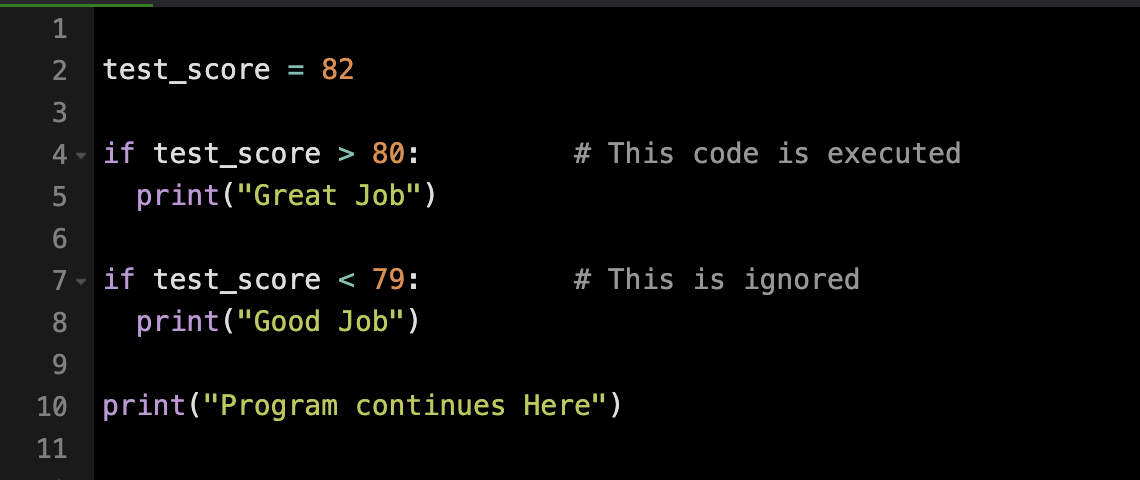 1
2 test_score = 82
3
4 if test_score > 80:         # This code is executed
5   print("Great Job")
6
7 if test_score < 79:         # This is ignored
8   print("Good Job")
9
10 print("Program continues Here")
11